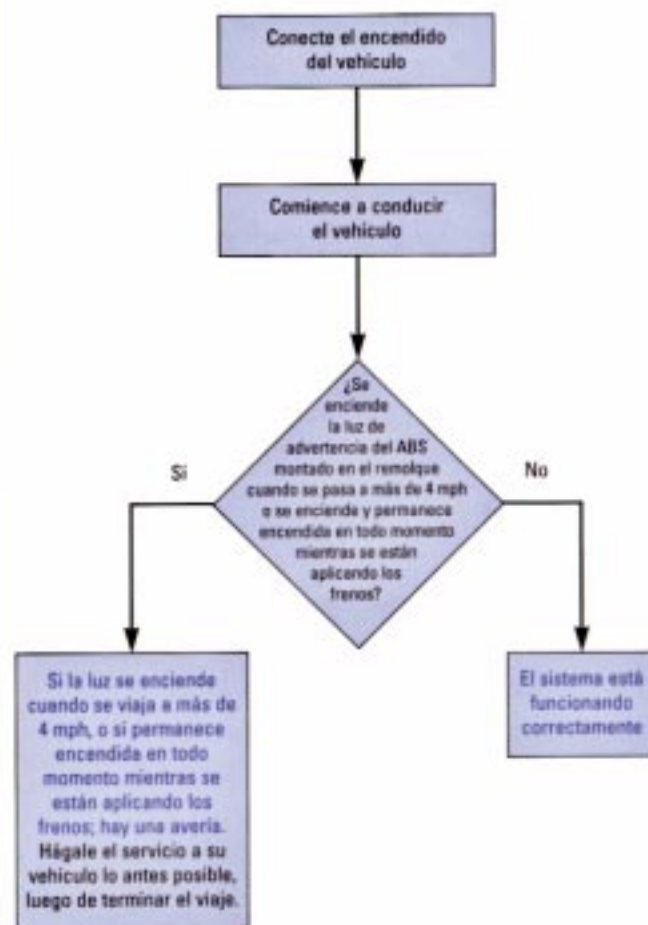 Conecte el encendido
del vehículo
Comience a conducir
el vehículo
¿Se
enciende
la luz de
advertencia del ABS
montado en el remolque
cuando se pasa a más de 4 mph
o se enciende y permanece
encendida en todo momento
mientras se están
aplicando los
frenos?
Sí
No
Si la luz se enciende
cuando se viaja a más de
4 mph, o si permanece
encendida en todo
momento mientras se
están aplicando los
frenos; hay una avería.
Hágale el servicio a su
vehículo lo antes posible,
luego de terminar el viaje.
El sistema está
funcionando
correctamente